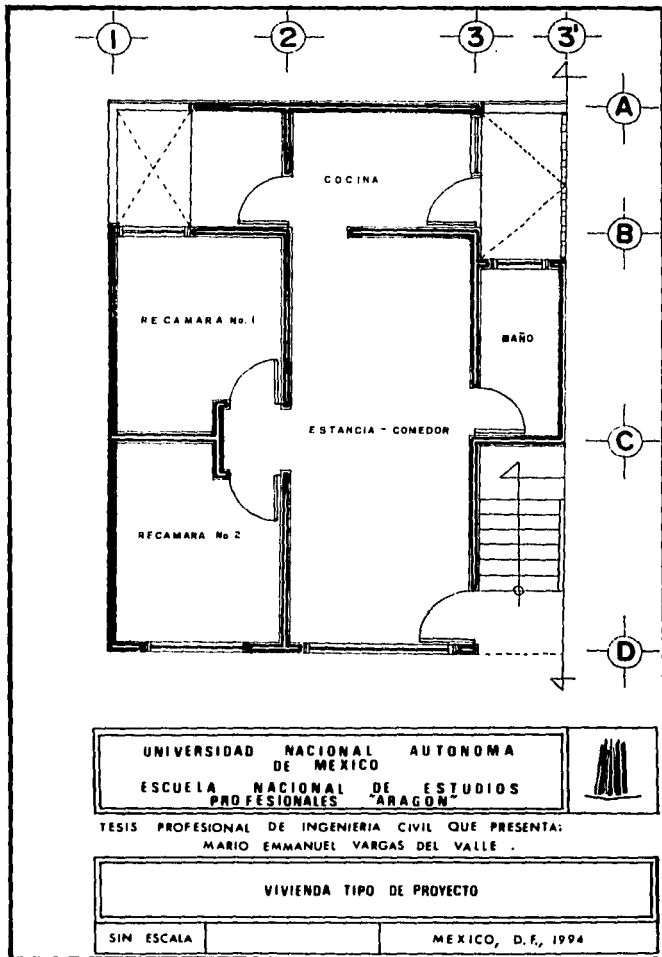 1 2 3 3'
A
COCINA
B
RECAMARA No. 1
BAÑO
ESTANCIA - COMEDOR
C
RECAMARA No 2
D
UNIVERSIDAD NACIONAL AUTONOMA
DE MEXICO
ESCUELA NACIONAL DE ESTUDIOS
PROFESIONALES "ARAGON"
TESIS PROFESIONAL DE INGENIERIA CIVIL QUE PRESENTA:
MARIO EMMANUEL VARGAS DEL VALLE .
VIVIENDA TIPO DE PROYECTO
SIN ESCALA
MEXICO, D.F., 1994